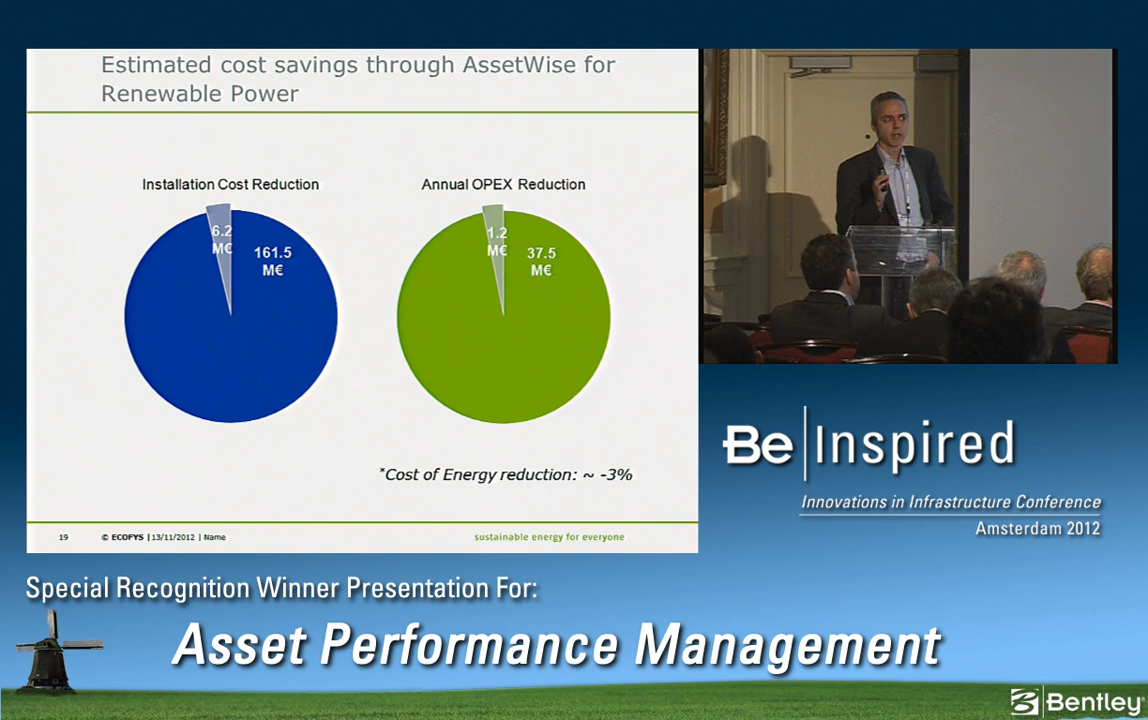 Estimated cost savings through AssetWise for
Renewable Power
Installation Cost Reduction
6.2
M€
161.5
M€
Annual OPEX Reduction
1.2
M€
37.5
M€
*Cost of Energy reduction: ~ -3%
19 © ECOFYS | 13/11/2012 | Name
sustainable energy for everyone
Be Inspired
Innovations in Infrastructure Conference
Amsterdam 2012
Special Recognition Winner Presentation For:
Asset Performance Management
Bentley